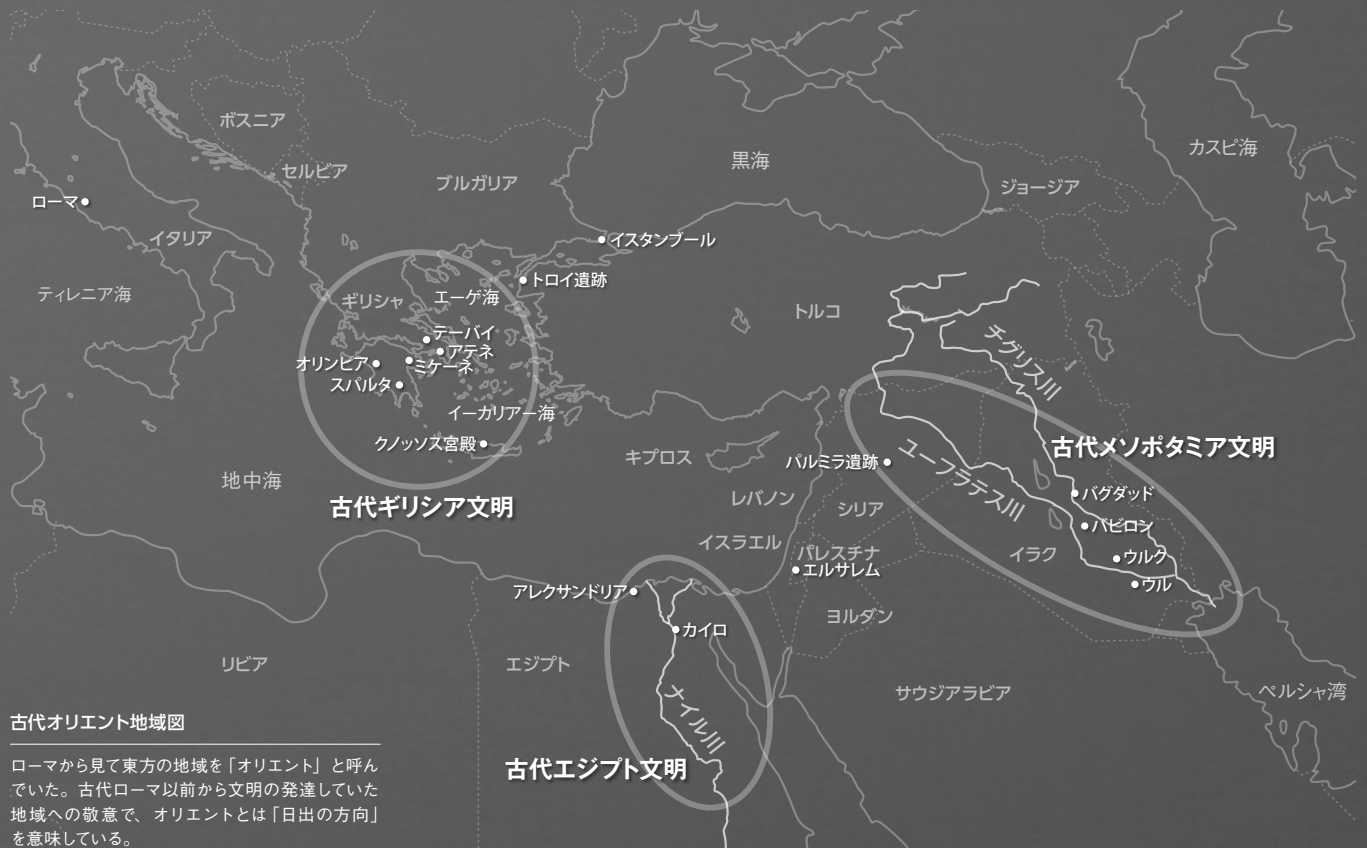 ボスニア
セルビア
ブルガリア
黒海
カスピ海
ジョージア
ローマ
イタリア
イスタンブール
ティレニア海
ギリシャ
エーゲ海
トロイ遺跡
トルコ
テーバイ
アテネ
オリンピア
ミケーネ
スパルタ
イーカリアー海
クノッソス宮殿
チグリス川
古代メソポタミア文明
地中海
キプロス
パルミラ遺跡
ユーフラテス川
古代ギリシア文明
レバノン
シリア
バグダッド
バビロン
イスラエル
パレスチナ
エルサレム
イラク
ウルク
ウル
アレクサンドリア
カイロ
ヨルダン
リビア
エジプト
ナイル川
サウジアラビア
ペルシャ湾
古代エジプト文明
古代オリエント地域図
ローマから見て東方の地域を「オリエント」と呼ん
でいた。古代ローマ以前から文明の発達していた
地域への敬意で、オリエントとは「日出の方向」
を意味している。